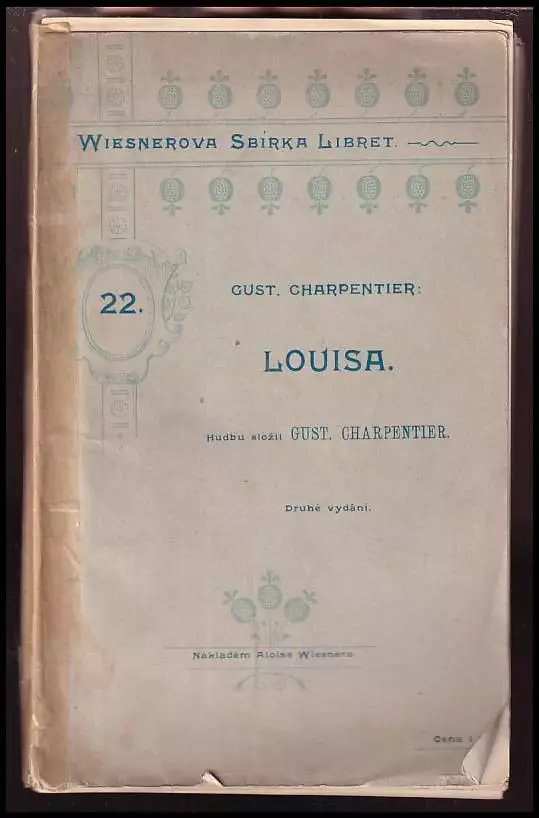 WIESNEROVA SBÍRKA LIBRET.
22.
GUST. CHARPENTIER:
LOUISA.
Hudbu složil GUST. CHARPENTIER.
Druhé vydání.
Nákladem Aloisa Wiesnera
Cena